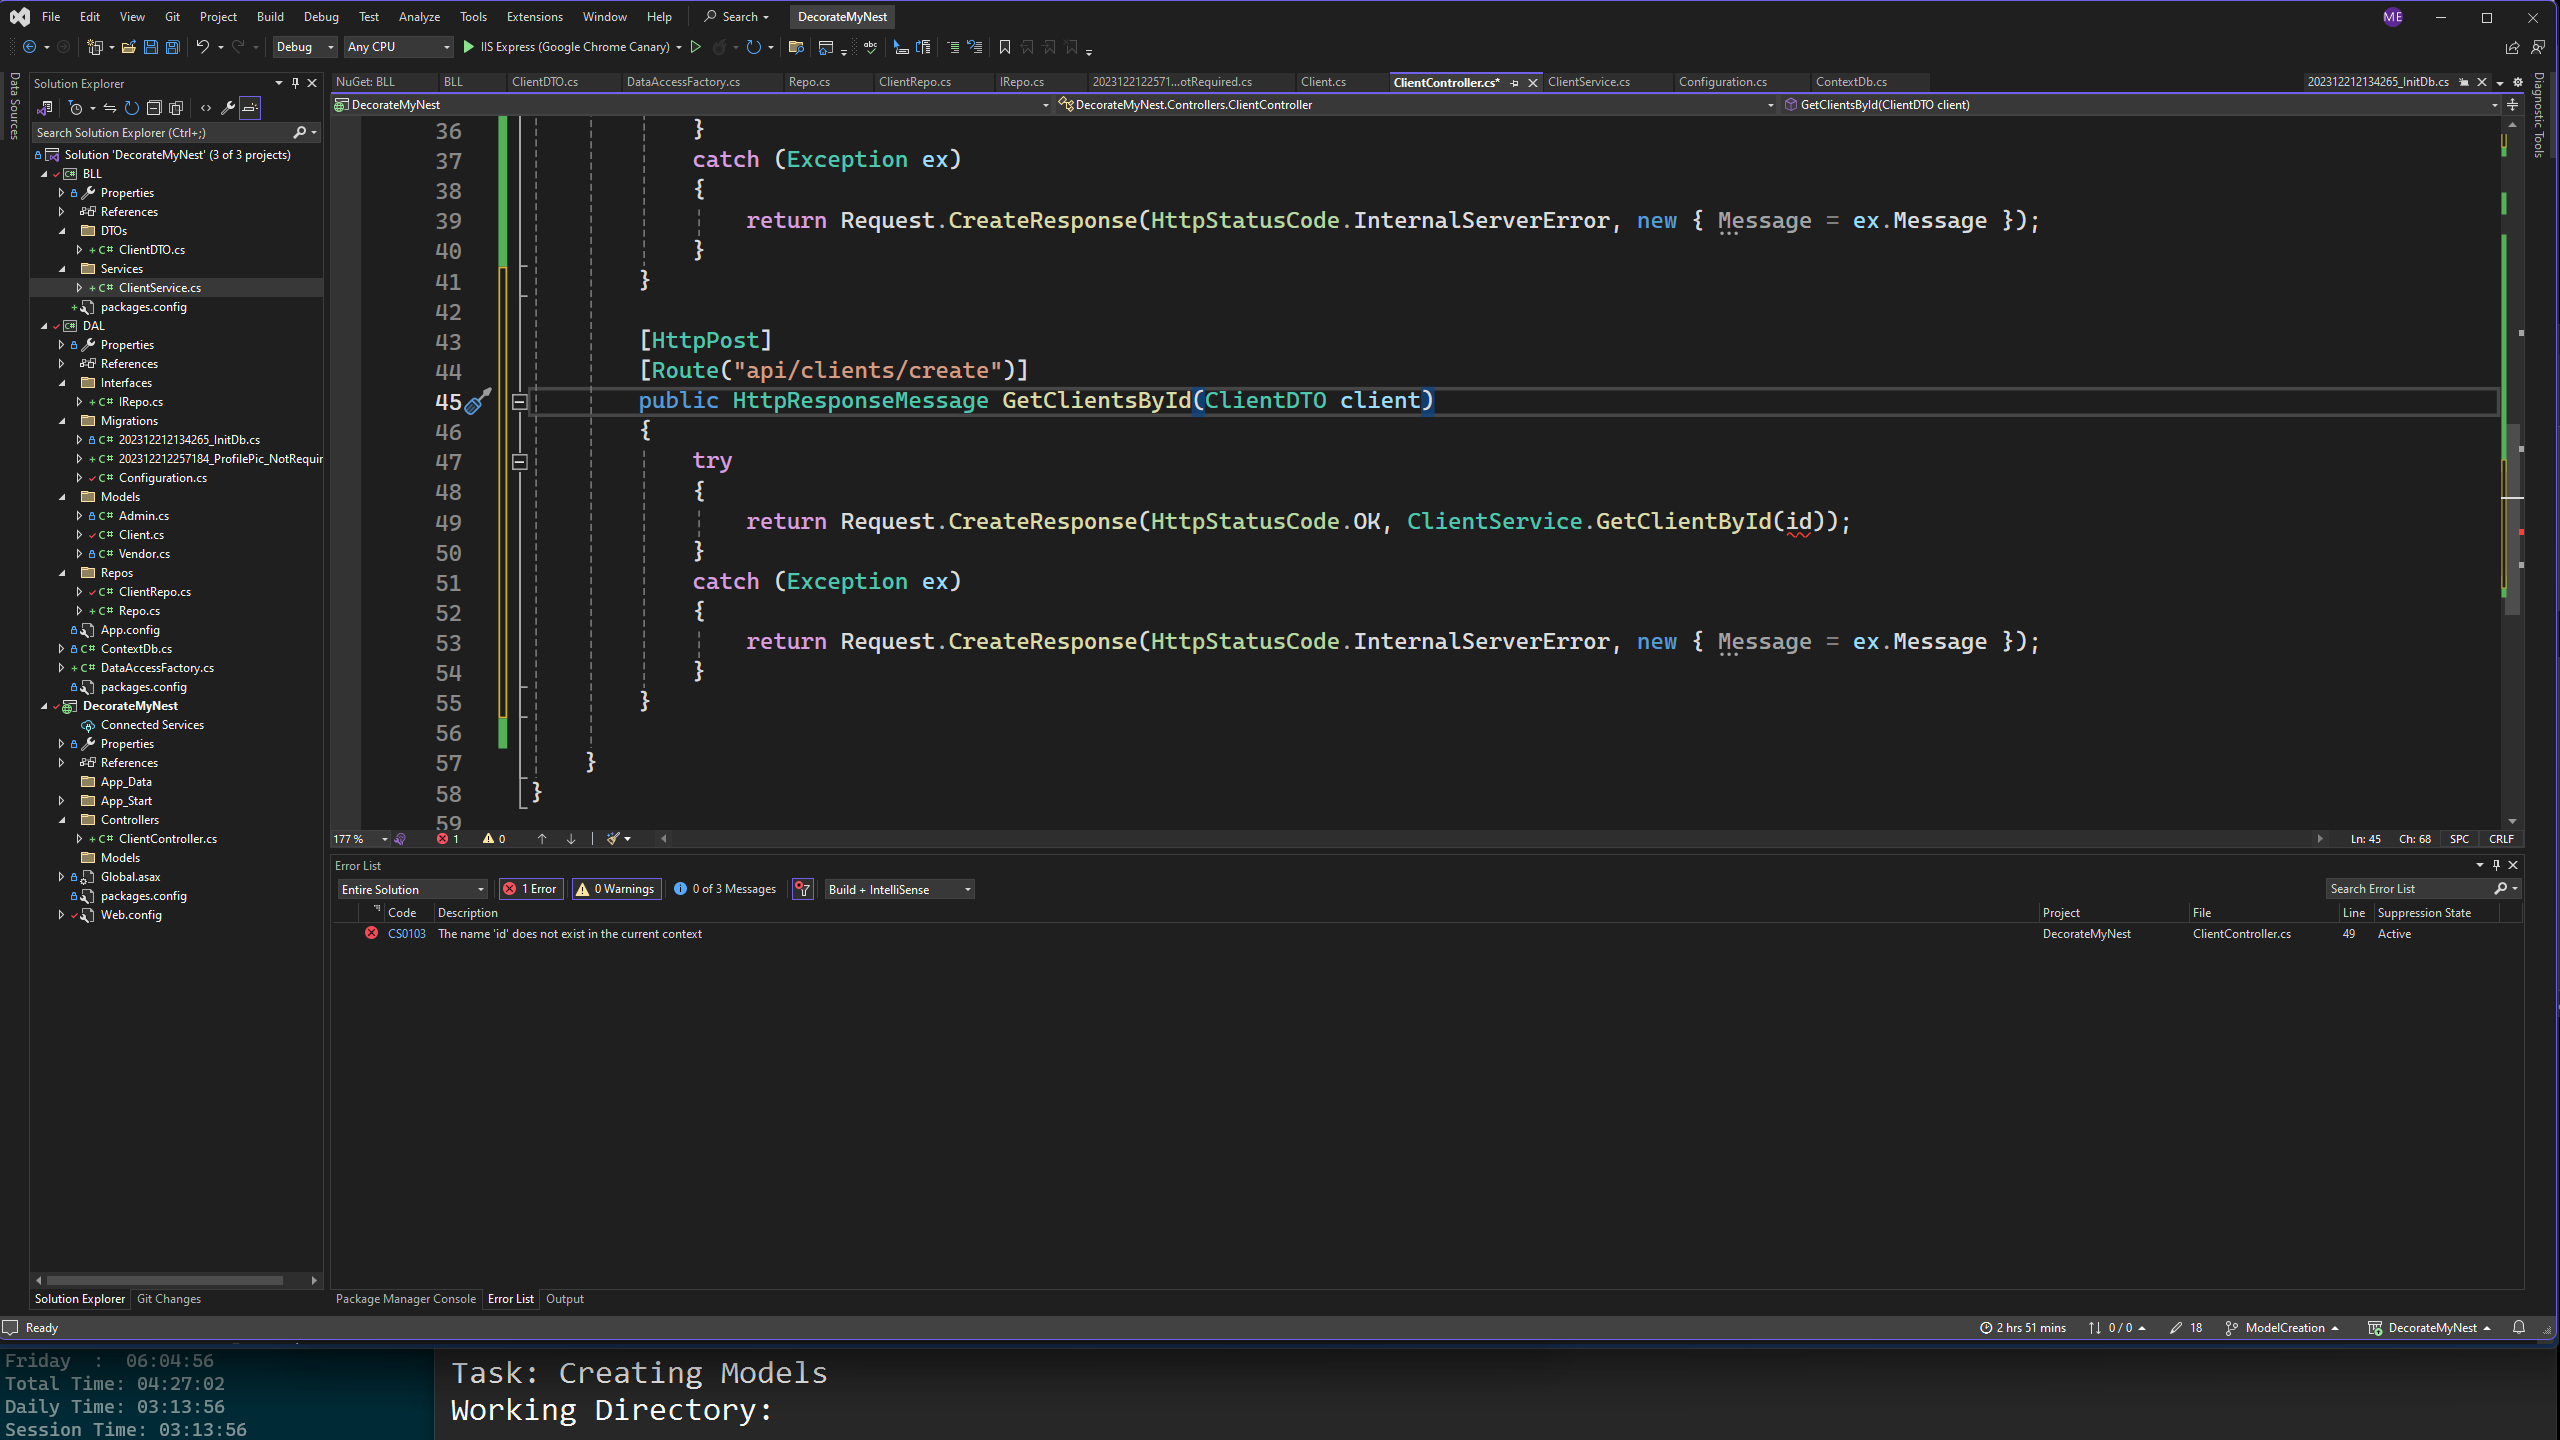 File Edit View Git Project Build Debug Test Analyze Tools Extensions Window Help Search DecorateMyNest ME
Debug Any CPU IIS Express (Google Chrome Canary)
Data Sources
Solution Explorer
Search Solution Explorer (Ctrl+;)
Solution 'DecorateMyNest' (3 of 3 projects)
BLL
Properties
References
DTOs
C# ClientDTO.cs
Services
C# ClientService.cs
packages.config
DAL
Properties
References
Interfaces
C# IRepo.cs
Migrations
C# 202312212134265_InitDb.cs
C# 202312212257184_ProfilePic_NotRequir
C# Configuration.cs
Models
C# Admin.cs
C# Client.cs
C# Vendor.cs
Repos
C# ClientRepo.cs
C# Repo.cs
App.config
C# ContextDb.cs
C# DataAccessFactory.cs
packages.config
DecorateMyNest
Connected Services
Properties
References
App_Data
App_Start
Controllers
C# ClientController.cs
Models
Global.asax
packages.config
Web.config
Solution Explorer Git Changes
NuGet: BLL BLL ClientDTO.cs DataAccessFactory.cs Repo.cs ClientRepo.cs IRepo.cs 2023122122571...otRequired.cs Client.cs ClientController.cs* ClientService.cs Configuration.cs ContextDb.cs 202312212134265_InitDb.cs
DecorateMyNest DecorateMyNest.Controllers.ClientController GetClientsById(ClientDTO client)
Diagnostic Tools
36 }
37 catch (Exception ex)
38 {
39 return Request.CreateResponse(HttpStatusCode.InternalServerError, new { Message = ex.Message });
40 }
41 }
42
43 [HttpPost]
44 [Route("api/clients/create")]
45 public HttpResponseMessage GetClientsById(ClientDTO client)
46 {
47 try
48 {
49 return Request.CreateResponse(HttpStatusCode.OK, ClientService.GetClientById(id));
50 }
51 catch (Exception ex)
52 {
53 return Request.CreateResponse(HttpStatusCode.InternalServerError, new { Message = ex.Message });
54 }
55 }
56
57 }
58 }
59
177 % 1 0 Ln: 45 Ch: 68 SPC CRLF
Error List
Entire Solution 1 Error 0 Warnings 0 of 3 Messages Build + IntelliSense Search Error List
Code Description Project File Line Suppression State
CS0103 The name 'id' does not exist in the current context DecorateMyNest ClientController.cs 49 Active
Package Manager Console Error List Output
Ready 2 hrs 51 mins 0 / 0 18 ModelCreation DecorateMyNest
Friday : 06:04:56
Total Time: 04:27:02
Daily Time: 03:13:56
Session Time: 03:13:56
Task: Creating Models
Working Directory: